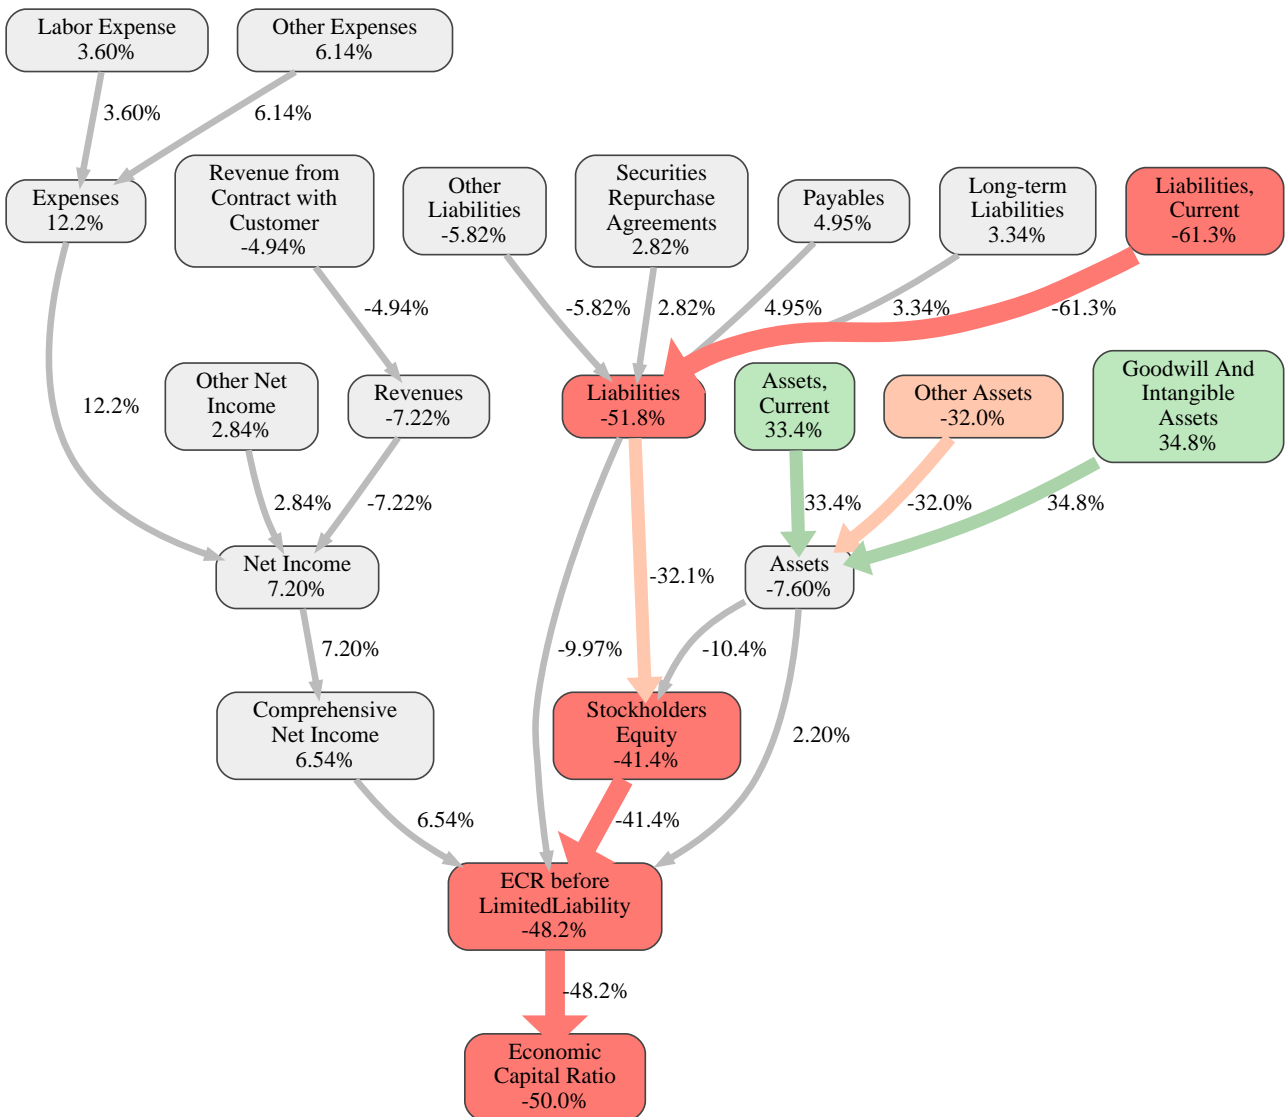 Labor Expense
3.60%
Other Expenses
6.14%
3.60%
6.14%
Expenses
12.2%
Revenue from
Contract with
Customer
-4.94%
Other
Liabilities
-5.82%
Securities
Repurchase
Agreements
2.82%
Payables
4.95%
Long-term
Liabilities
3.34%
Liabilities,
Current
-61.3%
-4.94%
-5.82%
2.82%
4.95%
3.34%
-61.3%
12.2%
Other Net
Income
2.84%
Revenues
-7.22%
Liabilities
-51.8%
Assets,
Current
33.4%
Other Assets
-32.0%
Goodwill And
Intangible
Assets
34.8%
2.84%
-7.22%
33.4%
-32.0%
34.8%
Net Income
7.20%
-32.1%
Assets
-7.60%
7.20%
-9.97%
-10.4%
Comprehensive
Net Income
6.54%
Stockholders
Equity
-41.4%
2.20%
6.54%
-41.4%
ECR before
LimitedLiability
-48.2%
-48.2%
Economic
Capital Ratio
-50.0%